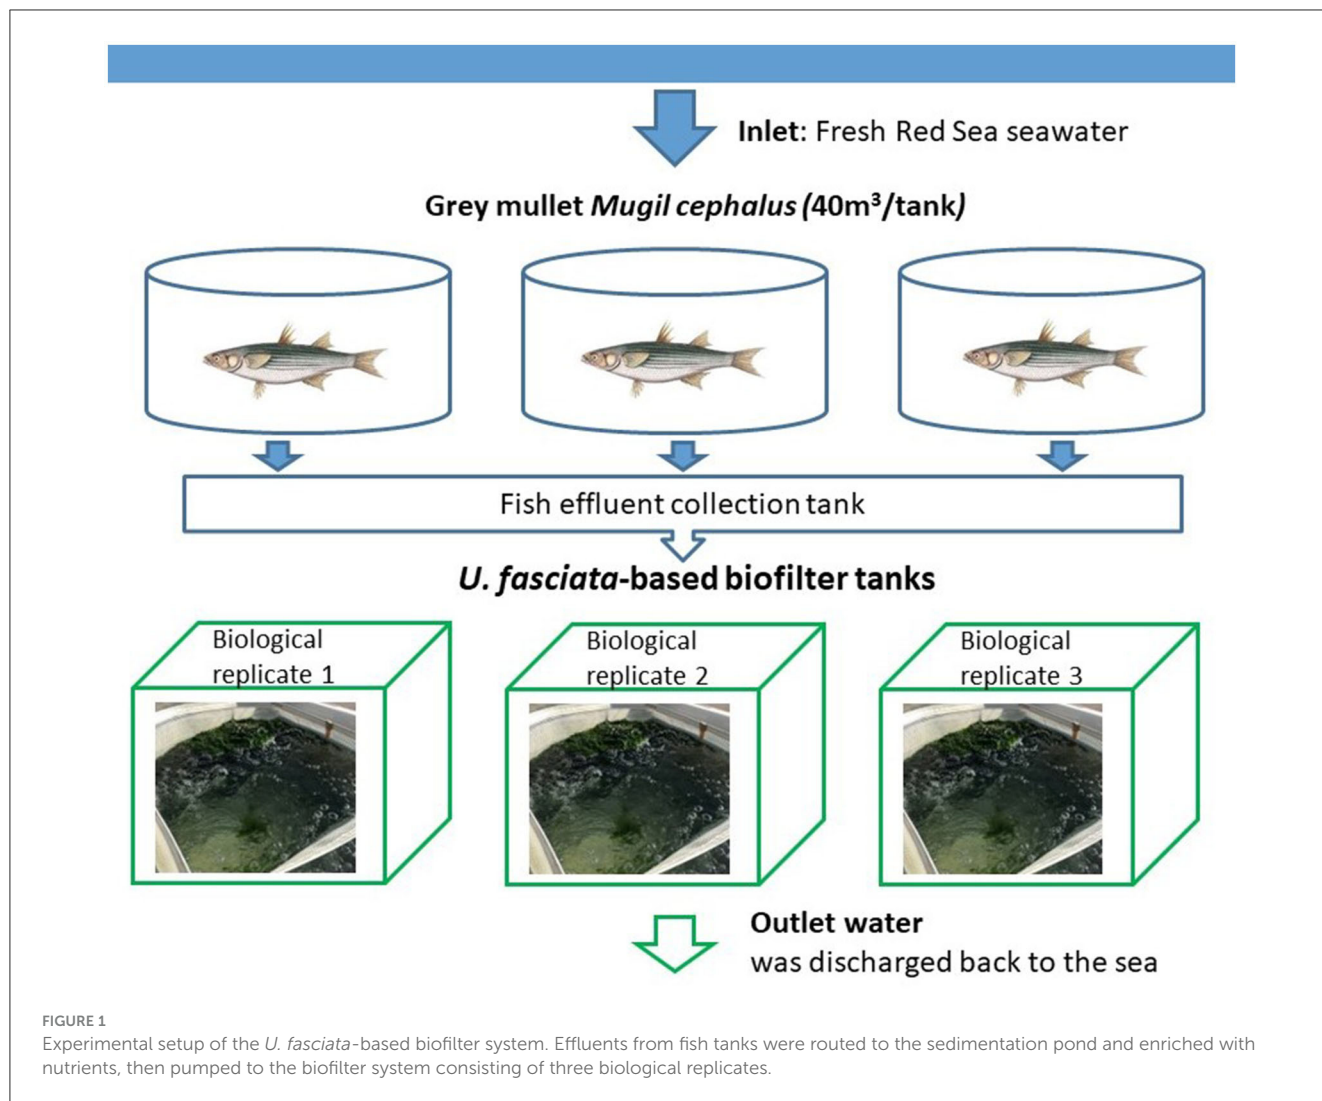 Inlet: Fresh Red Sea seawater
Grey mullet Mugil cephalus (40m³/tank)
Fish effluent collection tank
U. fasciata-based biofilter tanks
Biological
replicate 1
Biological
replicate 2
Biological
replicate 3
Outlet water
was discharged back to the sea
FIGURE 1
Experimental setup of the U. fasciata-based biofilter system. Effluents from fish tanks were routed to the sedimentation pond and enriched with
nutrients, then pumped to the biofilter system consisting of three biological replicates.